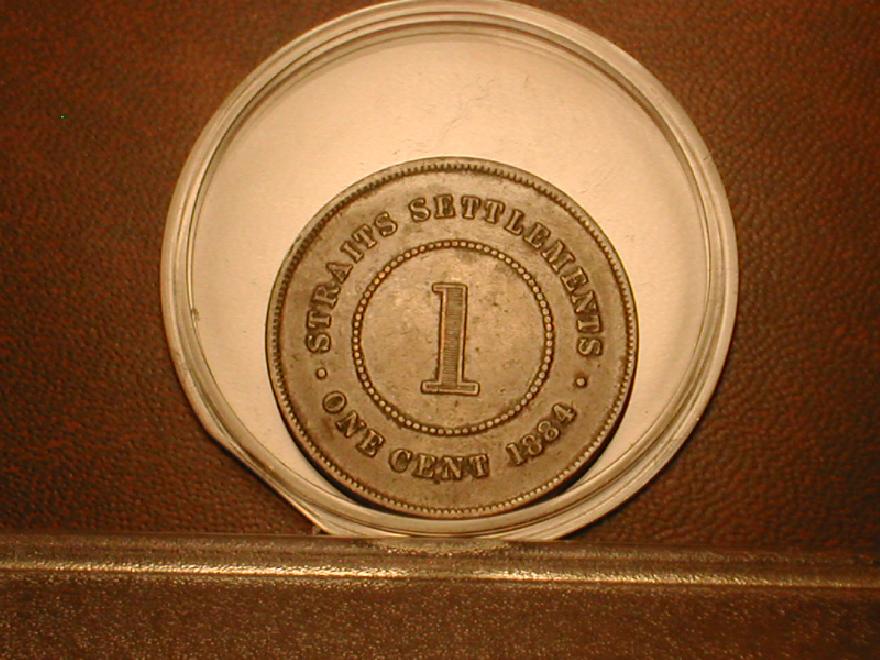 STRAITS SETTLEMENTS
1
ONE CENT 1884